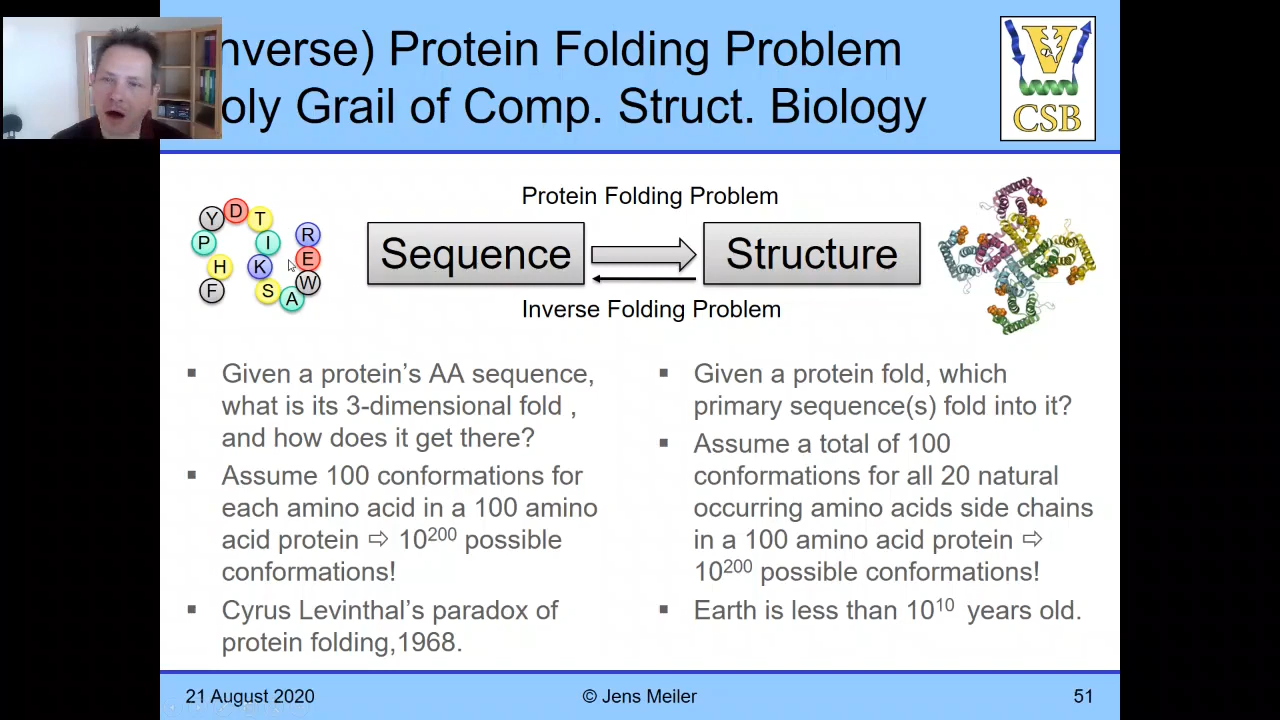 nverse) Protein Folding Problem
oly Grail of Comp. Struct. Biology
V
CSB
Protein Folding Problem
Sequence
Structure
Inverse Folding Problem
Y D T
P I R
H K E
F S A W
▪ Given a protein’s AA sequence,
what is its 3-dimensional fold ,
and how does it get there?
▪ Assume 100 conformations for
each amino acid in a 100 amino
acid protein ⇨ 10²⁰⁰ possible
conformations!
▪ Cyrus Levinthal’s paradox of
protein folding,1968.
▪ Given a protein fold, which
primary sequence(s) fold into it?
▪ Assume a total of 100
conformations for all 20 natural
occurring amino acids side chains
in a 100 amino acid protein ⇨
10²⁰⁰ possible conformations!
▪ Earth is less than 10¹⁰ years old.
21 August 2020
© Jens Meiler
51